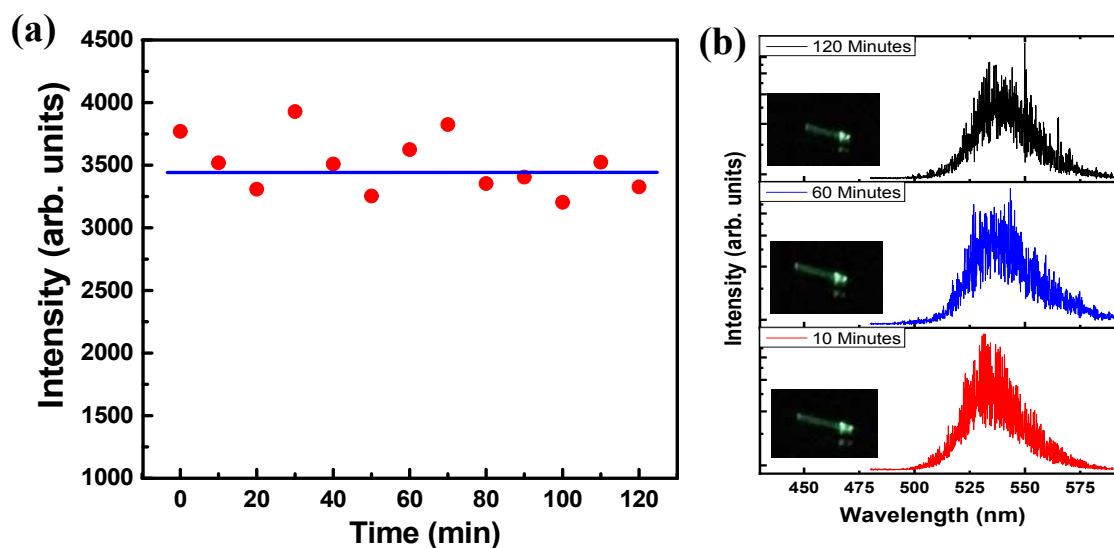 (a)
4500
4000
3500
3000
2500
2000
1500
1000
Intensity (arb. units)
0 20 40 60 80 100 120
Time (min)
(b)
120 Minutes
60 Minutes
10 Minutes
Intensity (arb. units)
450 475 500 525 550 575
Wavelength (nm)